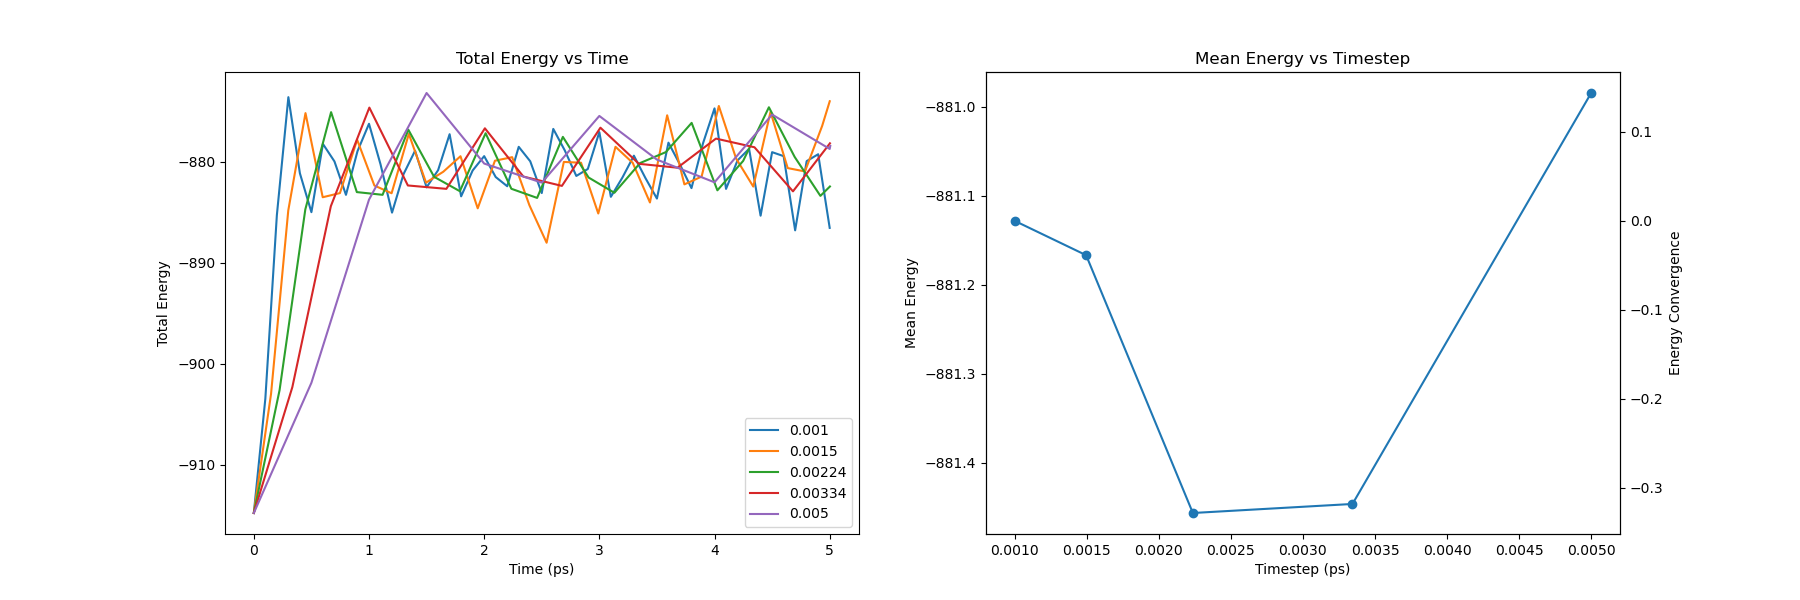 Total Energy vs Time
Total Energy
−880
−890
−900
−910
0 1 2 3 4 5
Time (ps)
0.001
0.0015
0.00224
0.00334
0.005
Mean Energy vs Timestep
Mean Energy
−881.0
−881.1
−881.2
−881.3
−881.4
0.0010 0.0015 0.0020 0.0025 0.0030 0.0035 0.0040 0.0045 0.0050
Timestep (ps)
0.1
0.0
−0.1
−0.2
−0.3
Energy Convergence